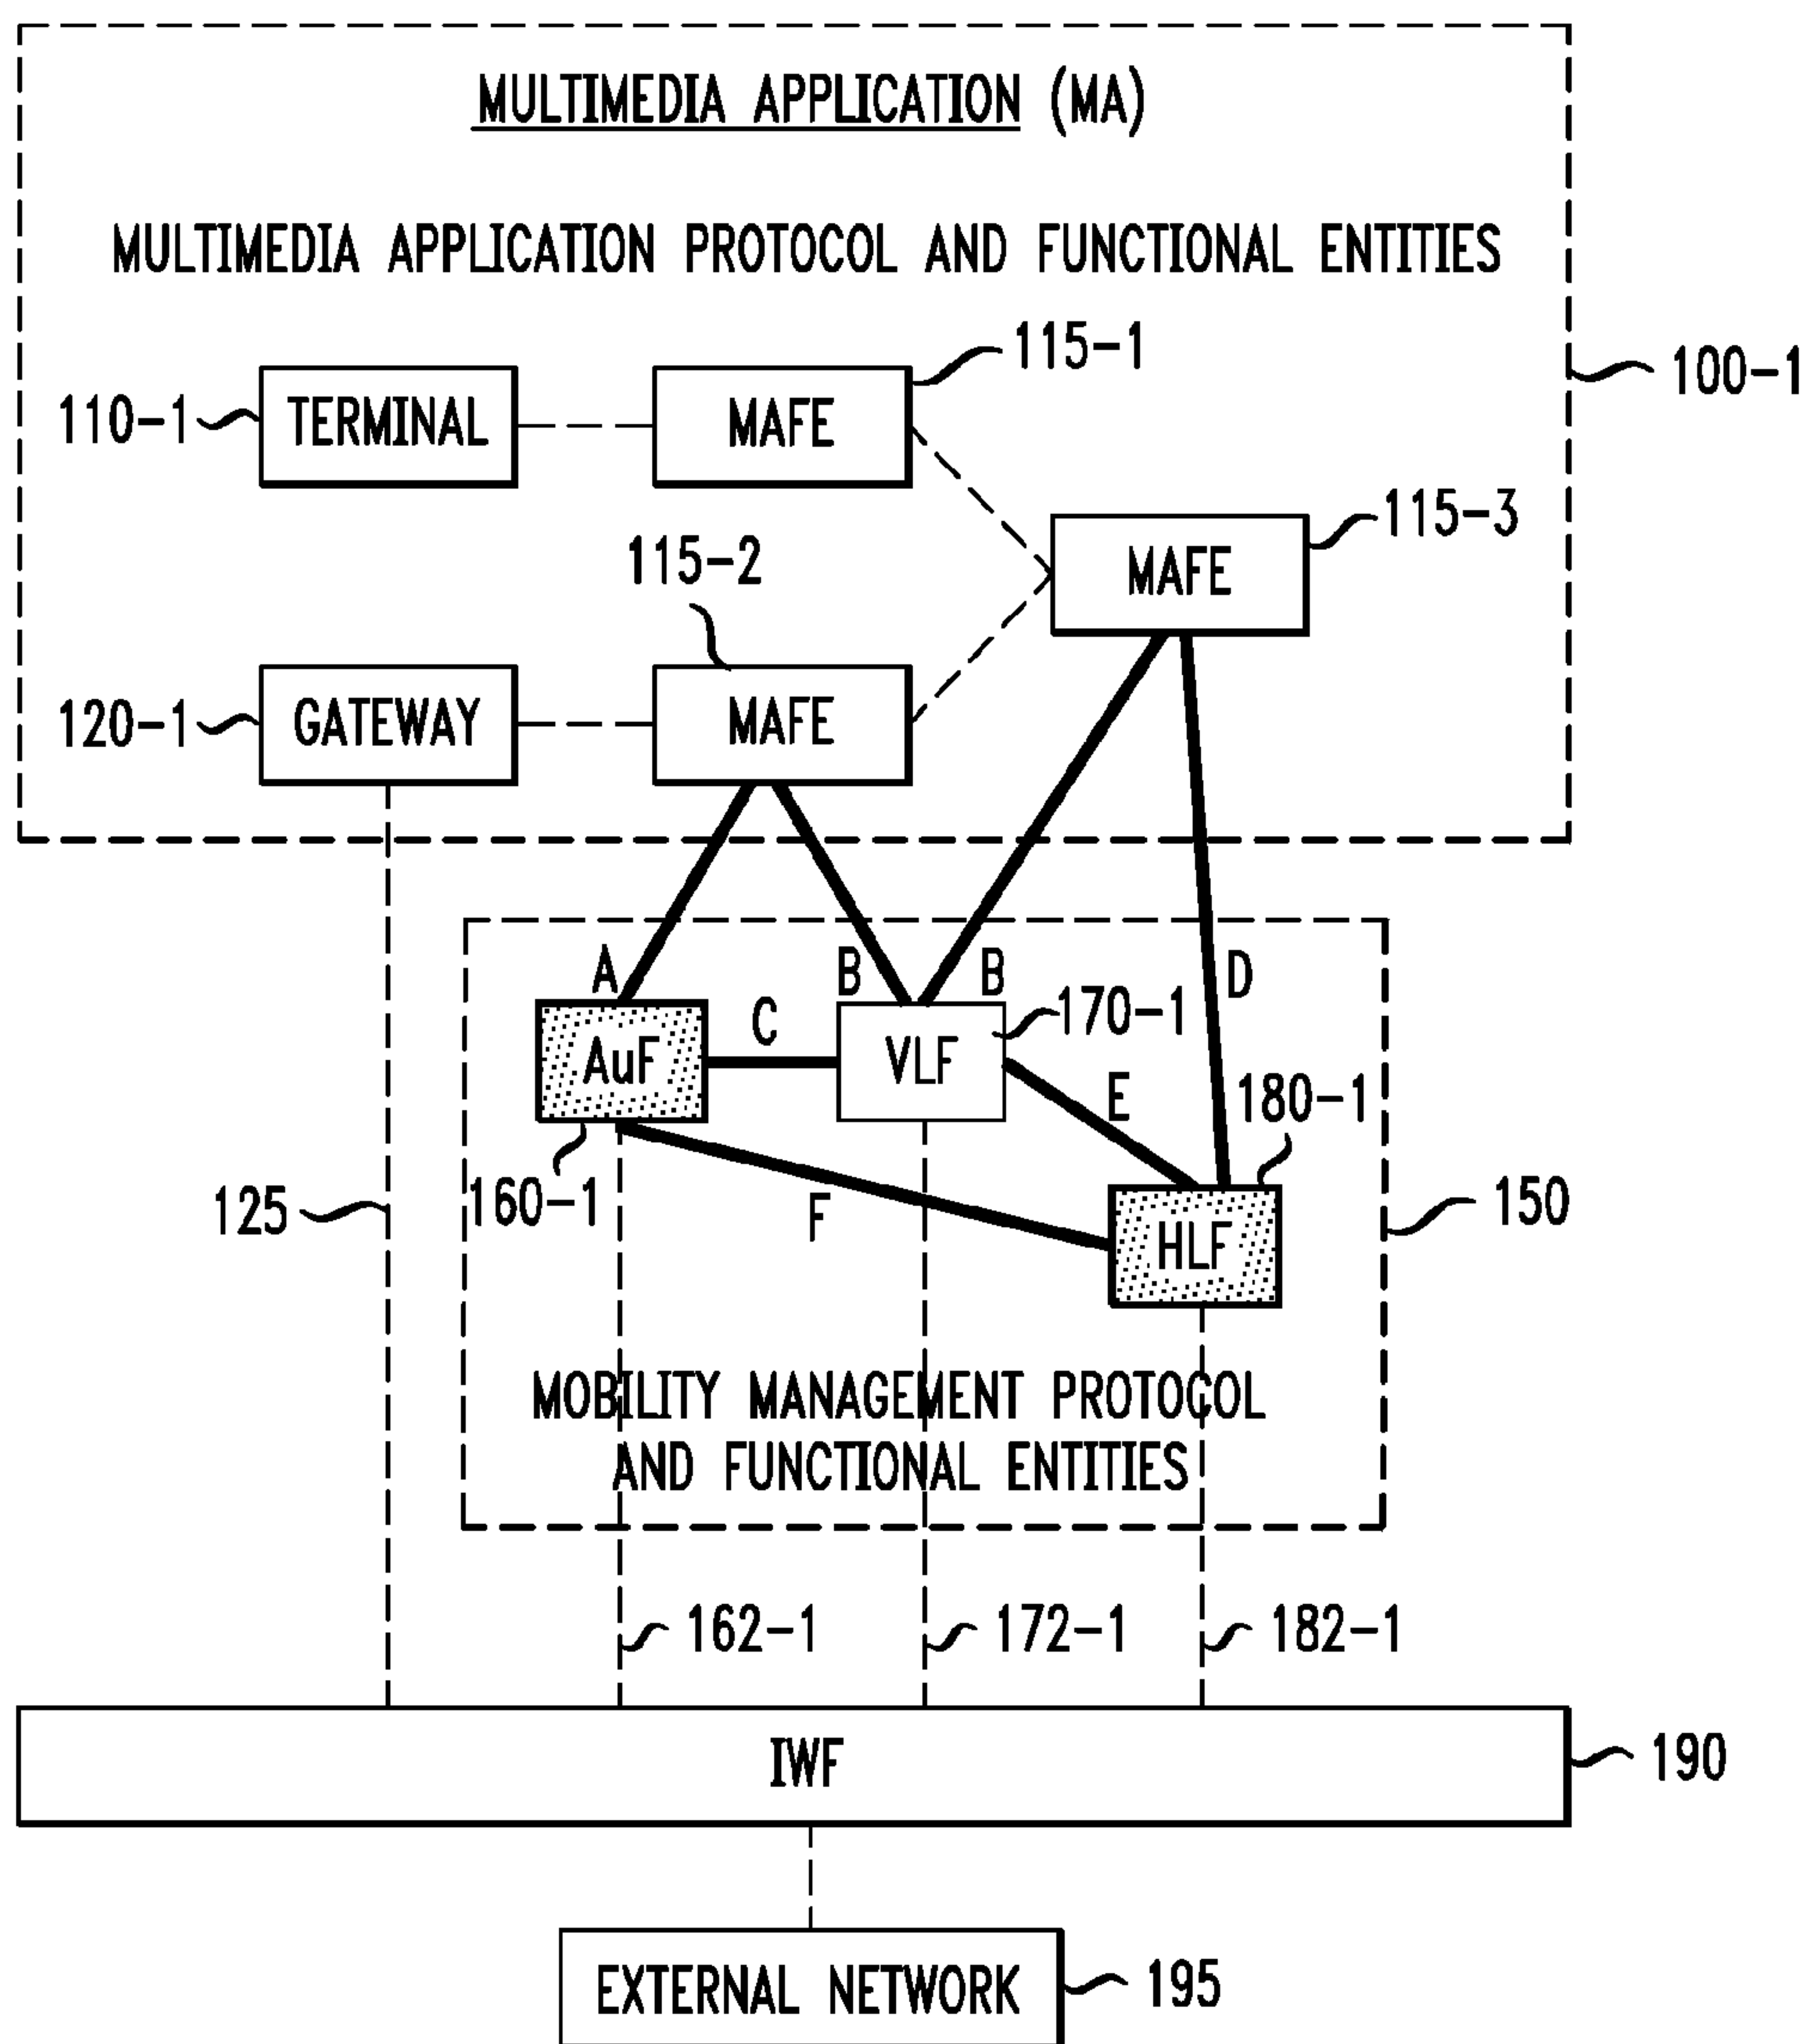 MULTIMEDIA APPLICATION (MA)
MULTIMEDIA APPLICATION PROTOCOL AND FUNCTIONAL ENTITIES
115-1
100-1
110-1
TERMINAL
MAFE
115-3
115-2
MAFE
120-1
GATEWAY
MAFE
A
B
B
D
C
170-1
AuF
VLF
E
180-1
160-1
125
F
HLF
150
MOBILITY MANAGEMENT PROTOCOL
AND FUNCTIONAL ENTITIES
162-1
172-1
182-1
IWF
190
EXTERNAL NETWORK
195